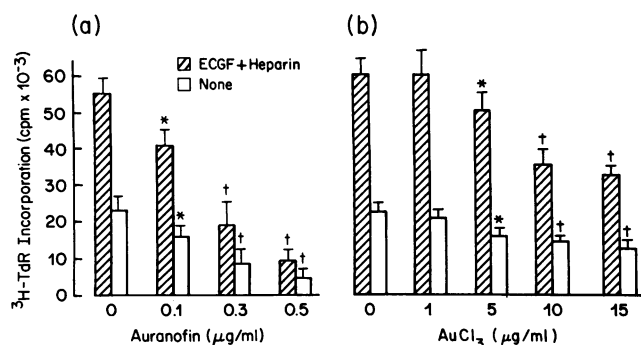 (a)
(b)
ECGF + Heparin
None
³H-TdR Incorporation (cpm x 10⁻³)
60
50
40
30
20
10
0
* * † † † †
* * † † † †
0 0.1 0.3 0.5
0 1 5 10 15
Auranofin (μg/ml)
AuCl₃ (μg/ml)